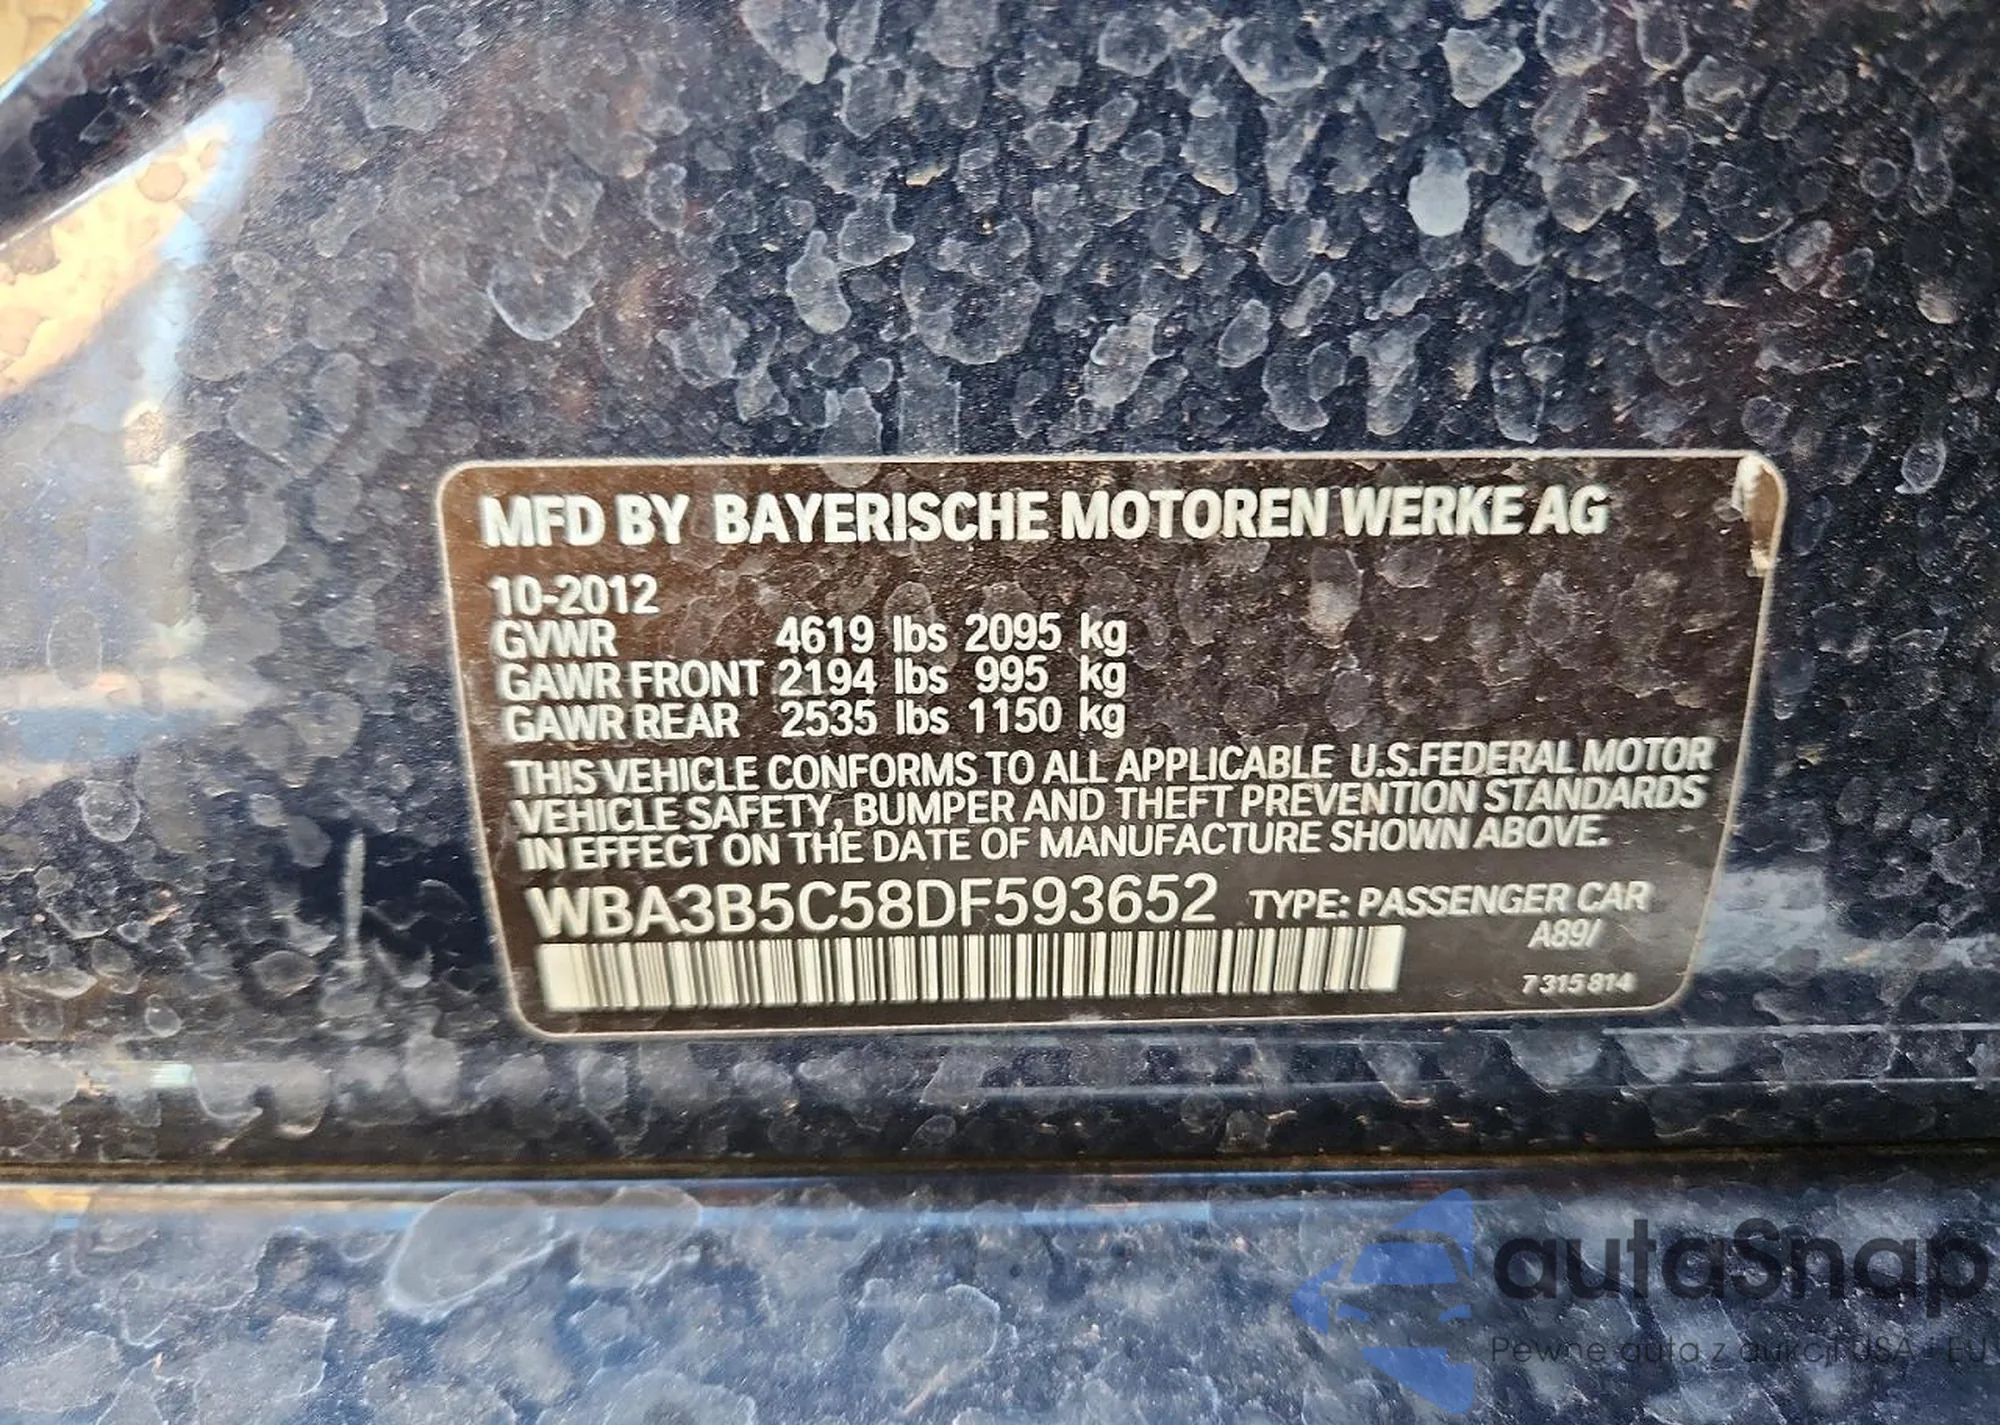 MFD BY BAYERISCHE MOTOREN WERKE AG
10-2012
GVWR 4619 lbs 2095 kg
GAWR FRONT 2194 lbs 995 kg
GAWR REAR 2535 lbs 1150 kg
THIS VEHICLE CONFORMS TO ALL APPLICABLE U.S.FEDERAL MOTOR
VEHICLE SAFETY, BUMPER AND THEFT PREVENTION STANDARDS
IN EFFECT ON THE DATE OF MANUFACTURE SHOWN ABOVE.
WBA3B5C58DF593652 TYPE: PASSENGER CAR
A89/
7 315 814
autaSnap
Pewne auta z aukcji USA i EU